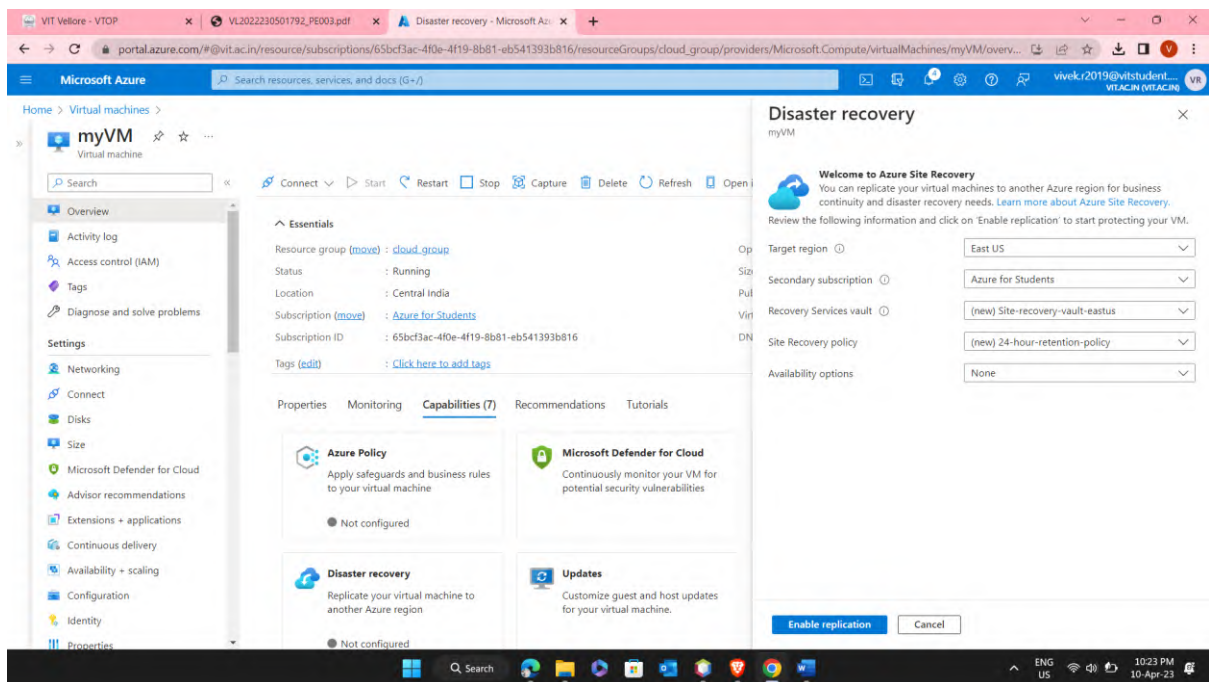 VIT Vellore - VTOP
VL2022230501792_PE003.pdf
Disaster recovery - Microsoft Azu
portal.azure.com/#@vit.ac.in/resource/subscriptions/65bcf3ac-4f0e-4f19-8b81-eb541393b816/resourceGroups/cloud_group/providers/Microsoft.Compute/virtualMachines/myVM/overv...
V
Microsoft Azure
Search resources, services, and docs (G+/)
4
vivek.r2019@vitstudent....
VIT.AC.IN (VIT.AC.IN)
VR
Home > Virtual machines >
myVM
Virtual machine
Search
Overview
Activity log
Access control (IAM)
Tags
Diagnose and solve problems
Settings
Networking
Connect
Disks
Size
Microsoft Defender for Cloud
Advisor recommendations
Extensions + applications
Continuous delivery
Availability + scaling
Configuration
Identity
Properties
Connect
Start
Restart
Stop
Capture
Delete
Refresh
Open i
Essentials
Resource group (move) : cloud_group
Status : Running
Location : Central India
Subscription (move) : Azure for Students
Subscription ID : 65bcf3ac-4f0e-4f19-8b81-eb541393b816
Tags (edit) : Click here to add tags
Op
Siz
Pul
Virt
DN
Properties Monitoring Capabilities (7) Recommendations Tutorials
Azure Policy
Apply safeguards and business rules
to your virtual machine
Not configured
Microsoft Defender for Cloud
Continuously monitor your VM for
potential security vulnerabilities
Disaster recovery
Replicate your virtual machine to
another Azure region
Not configured
Updates
Customize guest and host updates
for your virtual machine.
Disaster recovery
myVM
Welcome to Azure Site Recovery
You can replicate your virtual machines to another Azure region for business
continuity and disaster recovery needs. Learn more about Azure Site Recovery.
Review the following information and click on 'Enable replication' to start protecting your VM.
Target region East US
Secondary subscription Azure for Students
Recovery Services vault (new) Site-recovery-vault-eastus
Site Recovery policy (new) 24-hour-retention-policy
Availability options None
Enable replication
Cancel
Search
ENG
US
10:23 PM
10-Apr-23